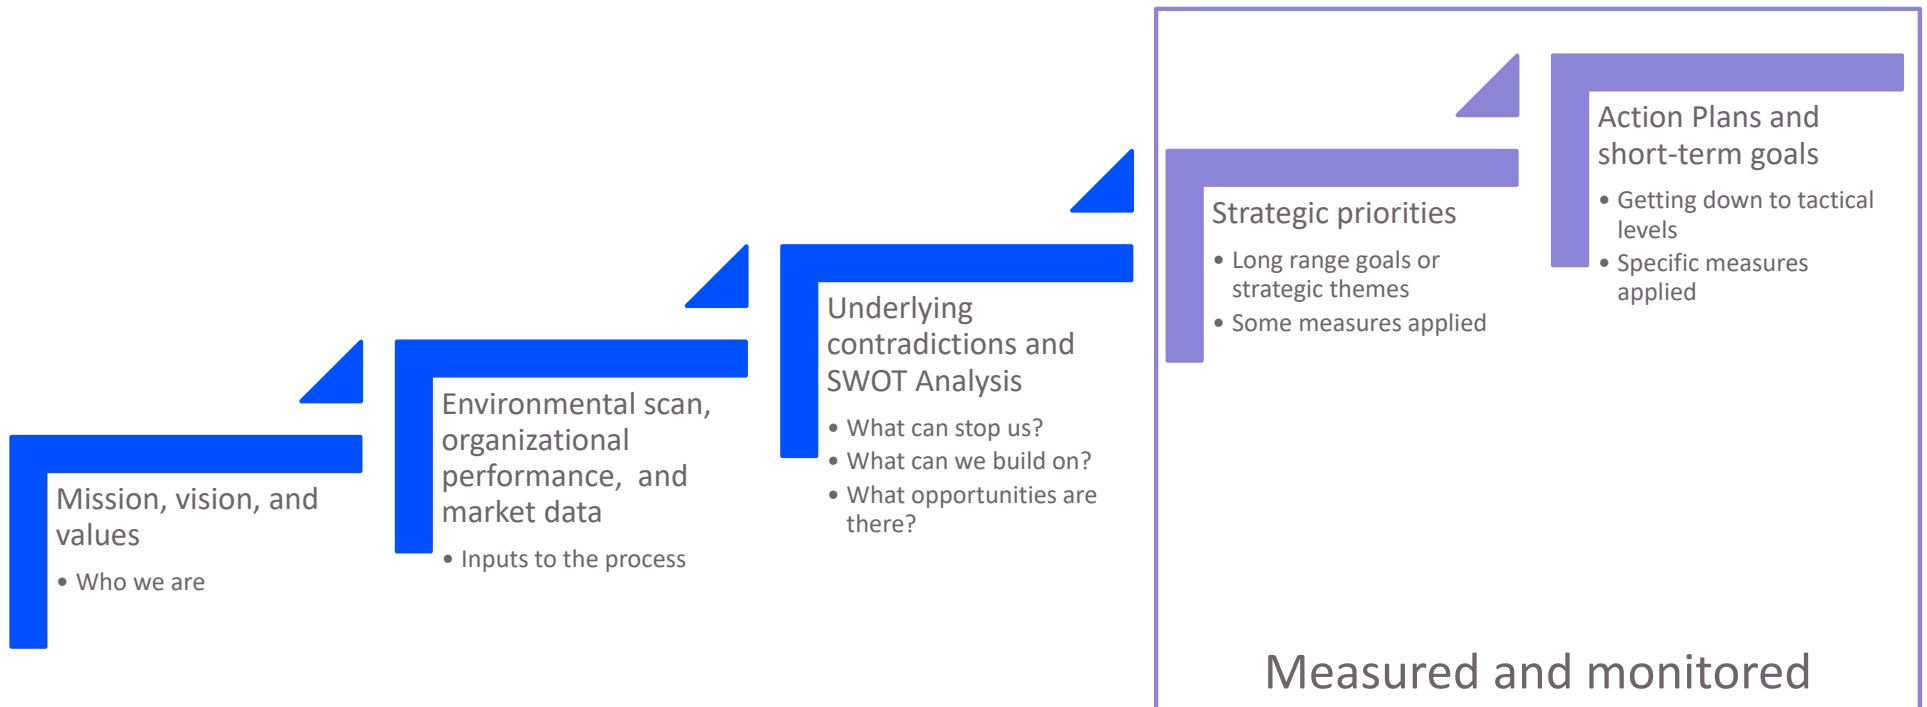 Mission, vision, and
values
• Who we are
Environmental scan,
organizational
performance,  and
market data
• Inputs to the process
Underlying
contradictions and
SWOT Analysis
• What can stop us?
• What can we build on?
• What opportunities are
there?
Strategic priorities
• Long range goals or
strategic themes
• Some measures applied
Action Plans and
short-term goals
• Getting down to tactical
levels
• Specific measures
applied
Measured and monitored